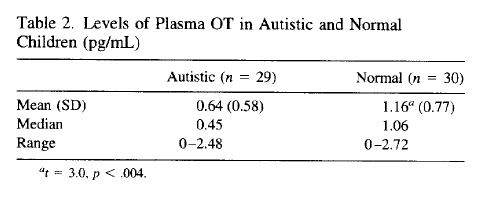 Table 2. Levels of Plasma OT in Autistic and Normal
Children (pg/mL)
Autistic (n = 29) Normal (n = 30)
Mean (SD) 0.64 (0.58) 1.16ᵃ (0.77)
Median 0.45 1.06
Range 0–2.48 0–2.72
ᵃt = 3.0, p < .004.